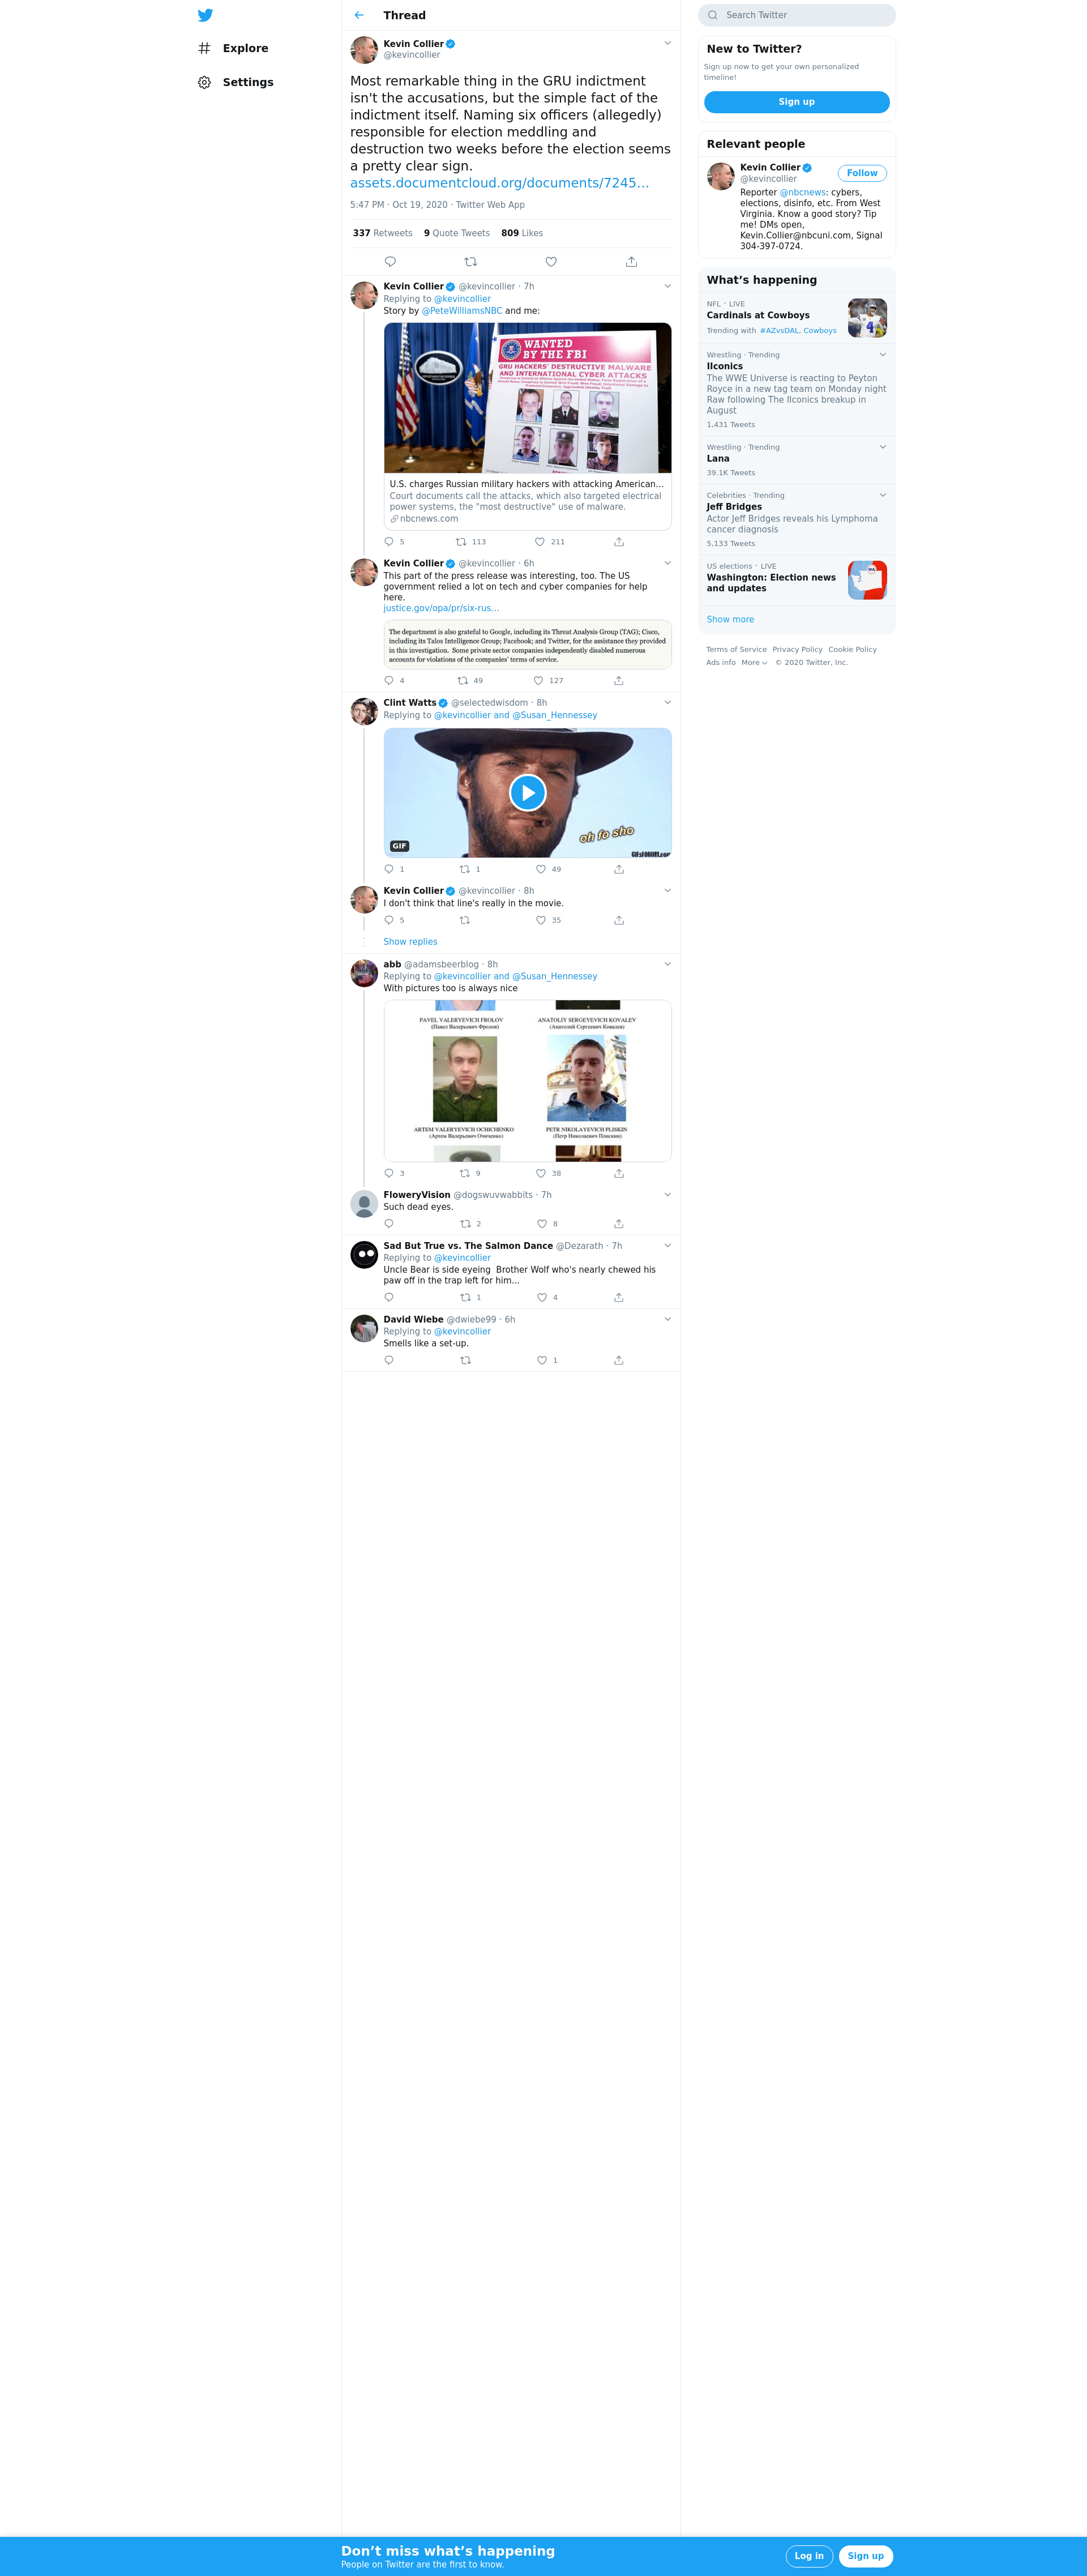 Explore
Settings
Thread
Kevin Collier
@kevincollier
Most remarkable thing in the GRU indictment
isn't the accusations, but the simple fact of the
indictment itself. Naming six officers (allegedly)
responsible for election meddling and
destruction two weeks before the election seems
a pretty clear sign.
assets.documentcloud.org/documents/7245…
5:47 PM · Oct 19, 2020 · Twitter Web App
337 Retweets 9 Quote Tweets 809 Likes
Kevin Collier @kevincollier · 7h
Replying to @kevincollier
Story by @PeteWilliamsNBC and me:
WANTED
BY THE FBI
GRU HACKERS' DESTRUCTIVE MALWARE
AND INTERNATIONAL CYBER ATTACKS
U.S. charges Russian military hackers with attacking American…
Court documents call the attacks, which also targeted electrical
power systems, the "most destructive" use of malware.
nbcnews.com
5 113 211
Kevin Collier @kevincollier · 6h
This part of the press release was interesting, too. The US
government relied a lot on tech and cyber companies for help
here.
justice.gov/opa/pr/six-rus…
The department is also grateful to Google, including its Threat Analysis Group (TAG); Cisco,
including its Talos Intelligence Group; Facebook; and Twitter, for the assistance they provided
in this investigation. Some private sector companies independently disabled numerous
accounts for violations of the companies' terms of service.
4 49 127
Clint Watts @selectedwisdom · 8h
Replying to @kevincollier and @Susan_Hennessey
oh fo sho
GIFsFORUM.com
GIF
1 1 49
Kevin Collier @kevincollier · 8h
I don't think that line's really in the movie.
5 35
Show replies
abb @adamsbeerblog · 8h
Replying to @kevincollier and @Susan_Hennessey
With pictures too is always nice
PAVEL VALERYEVICH FROLOV
(Павел Валерьевич Фролов)
ANATOLIY SERGEYEVICH KOVALEV
(Анатолий Сергеевич Ковалев)
ARTEM VALERYEVICH OCHICHENKO
(Артем Валерьевич Очиченко)
PETR NIKOLAYEVICH PLISKIN
(Петр Николаевич Плискин)
3 9 38
FloweryVision @dogswuvwabbits · 7h
Such dead eyes.
2 8
Sad But True vs. The Salmon Dance @Dezarath · 7h
Replying to @kevincollier
Uncle Bear is side eyeing Brother Wolf who's nearly chewed his
paw off in the trap left for him...
1 4
David Wiebe @dwiebe99 · 6h
Replying to @kevincollier
Smells like a set-up.
1
Search Twitter
New to Twitter?
Sign up now to get your own personalized
timeline!
Sign up
Relevant people
Kevin Collier
@kevincollier
Follow
Reporter @nbcnews: cybers,
elections, disinfo, etc. From West
Virginia. Know a good story? Tip
me! DMs open,
Kevin.Collier@nbcuni.com, Signal
304-397-0724.
What's happening
NFL · LIVE
Cardinals at Cowboys
Trending with #AZvsDAL, Cowboys
Wrestling · Trending
IIconics
The WWE Universe is reacting to Peyton
Royce in a new tag team on Monday night
Raw following The IIconics breakup in
August
1,431 Tweets
Wrestling · Trending
Lana
39.1K Tweets
Celebrities · Trending
Jeff Bridges
Actor Jeff Bridges reveals his Lymphoma
cancer diagnosis
5,133 Tweets
US elections · LIVE
Washington: Election news
and updates
WA
Show more
Terms of Service Privacy Policy Cookie Policy
Ads info More © 2020 Twitter, Inc.
Don't miss what's happening
People on Twitter are the first to know.
Log in
Sign up